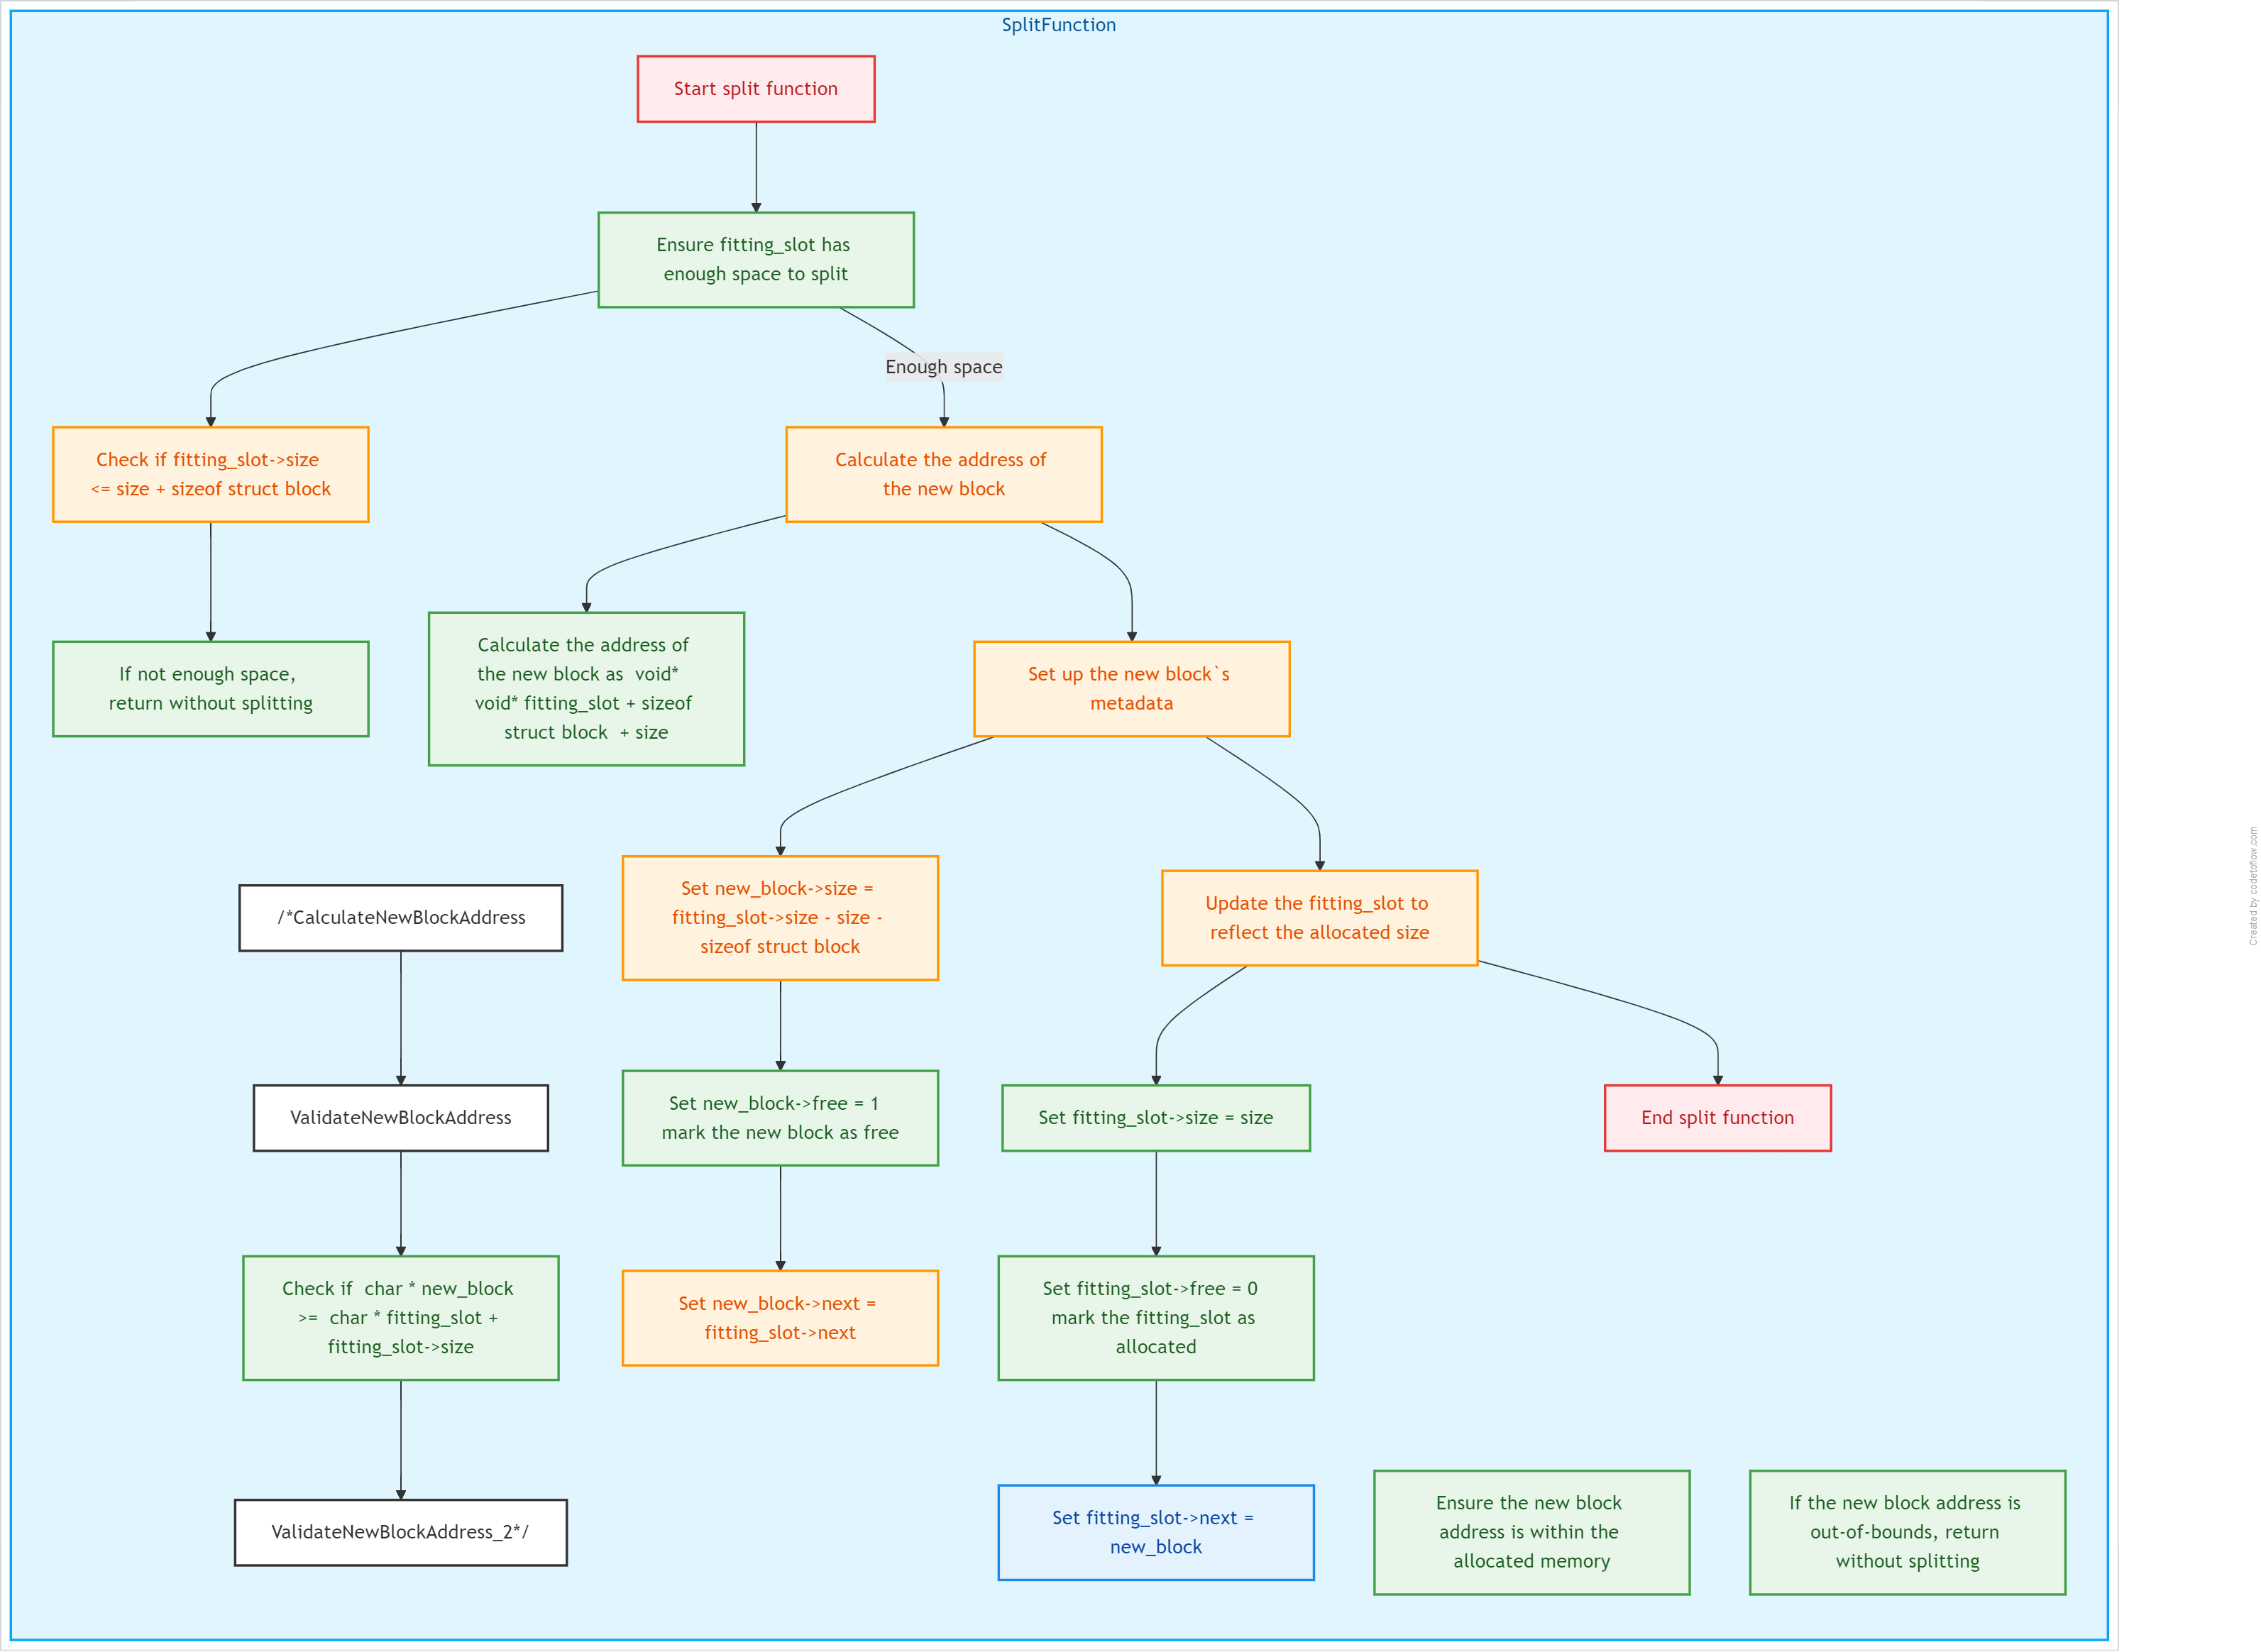 SplitFunction
Start split function
Ensure fitting_slot has
enough space to split
Enough space
Check if fitting_slot->size
<= size + sizeof struct block
Calculate the address of
the new block
If not enough space,
return without splitting
Calculate the address of
the new block as  void*
void* fitting_slot + sizeof
struct block  + size
Set up the new block`s
metadata
/*CalculateNewBlockAddress
Set new_block->size =
fitting_slot->size - size -
sizeof struct block
Update the fitting_slot to
reflect the allocated size
ValidateNewBlockAddress
Set new_block->free = 1
mark the new block as free
Set fitting_slot->size = size
End split function
Check if  char * new_block
>=  char * fitting_slot +
fitting_slot->size
Set new_block->next =
fitting_slot->next
Set fitting_slot->free = 0
mark the fitting_slot as
allocated
ValidateNewBlockAddress_2*/
Set fitting_slot->next =
new_block
Ensure the new block
address is within the
allocated memory
If the new block address is
out-of-bounds, return
without splitting
Created by codetoflow.com